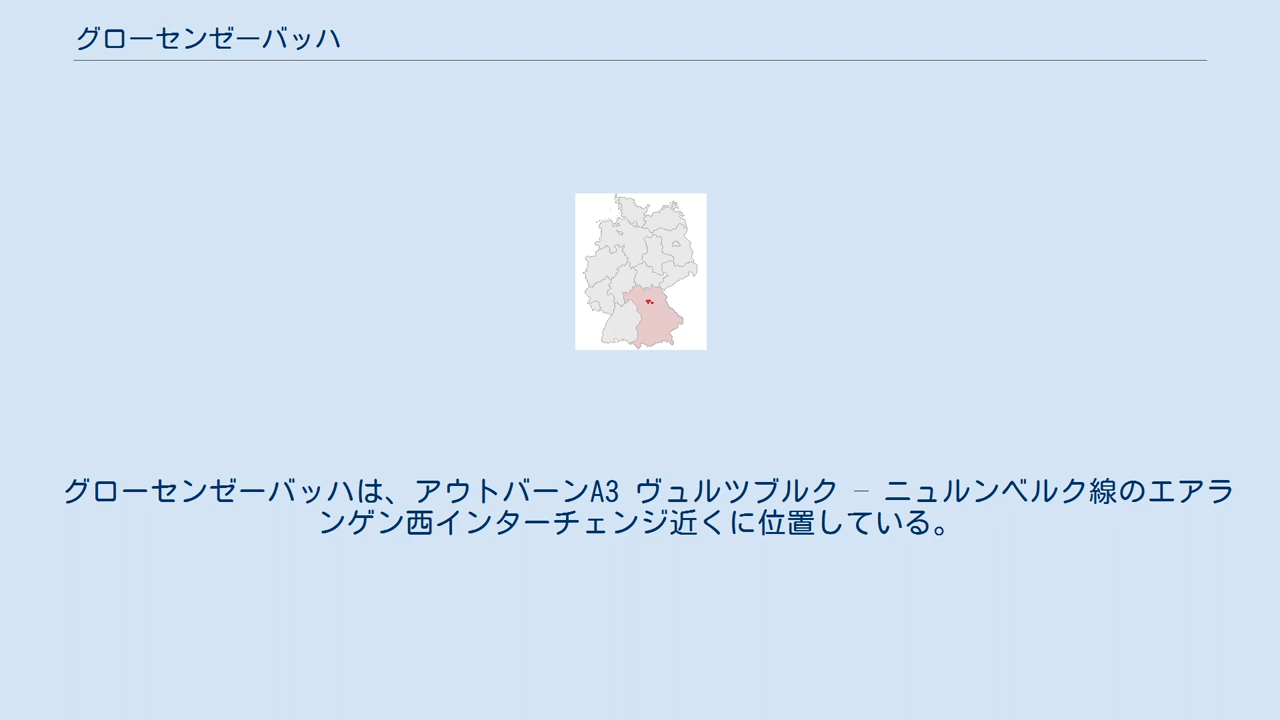 グローセンゼーバッハ
グローセンゼーバッハは、アウトバーンA3 ヴュルツブルク – ニュルンベルク線のエアラ
ンゲン西インターチェンジ近くに位置している。